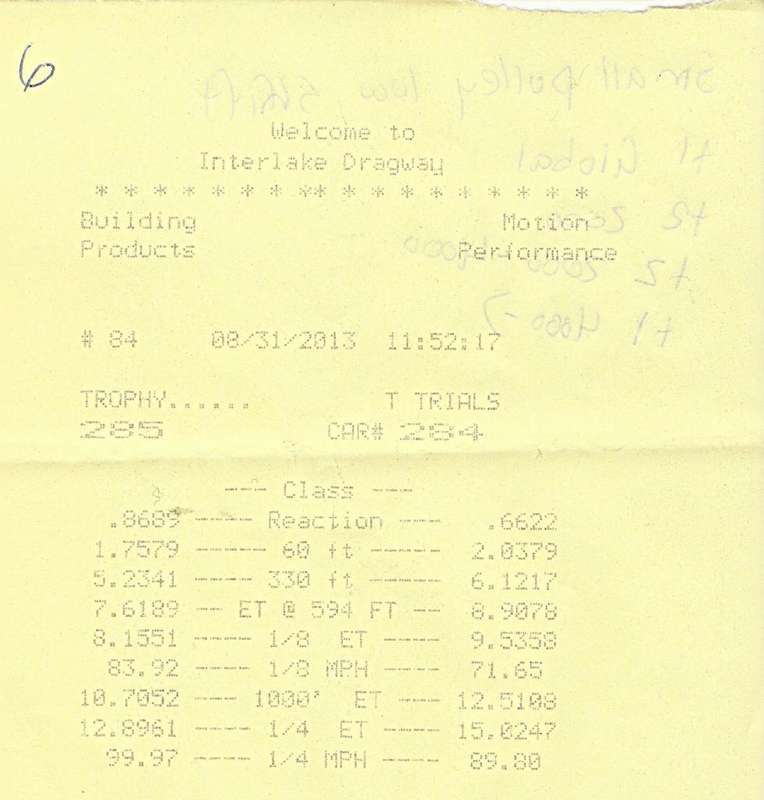 6
Small pulley low shift
Welcome to
Interlake Dragway
* * * * * * * ** * * * * * * * * *
+1 Global
Building Motion
Products Performance
+2
+2 2000
+1 4000-7
# 84 08/31/2013 11:52:17
TROPHY...... T TRIALS
285 CAR# 284
--- Class ---
.8689 ---- Reaction --- .6622
1.7579 ----- 60 ft ----- 2.0379
5.2341 ---- 330 ft ---- 6.1217
7.6189 -- ET @ 594 FT -- 8.9078
8.1551 ---- 1/8 ET ---- 9.5358
83.92 ---- 1/8 MPH ---- 71.65
10.7052 --- 1000' ET --- 12.5108
12.8961 ---- 1/4 ET ---- 15.0247
99.97 ---- 1/4 MPH ---- 89.80